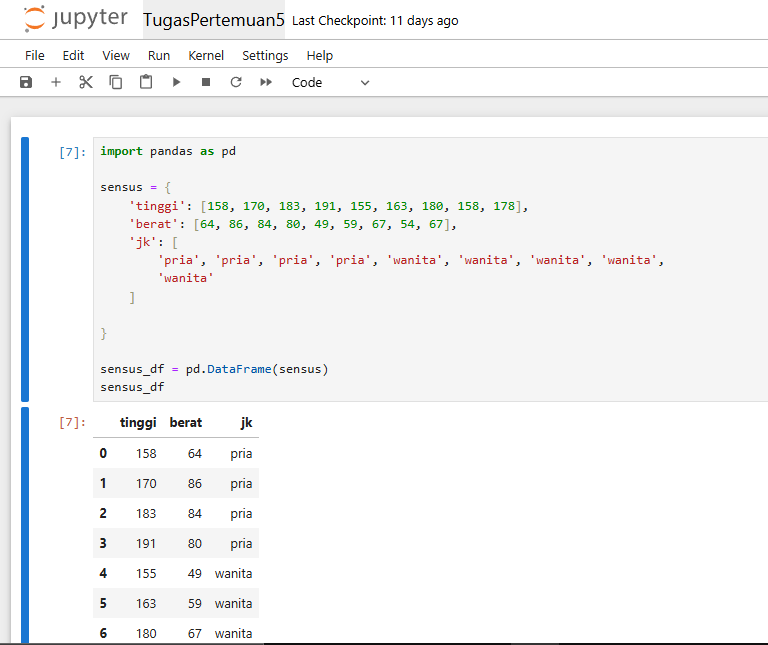 jupyter TugasPertemuan5 Last Checkpoint: 11 days ago
File Edit View Run Kernel Settings Help
Code
[7]: import pandas as pd
sensus = {
'tinggi': [158, 170, 183, 191, 155, 163, 180, 158, 178],
'berat': [64, 86, 84, 80, 49, 59, 67, 54, 67],
'jk': [
'pria', 'pria', 'pria', 'pria', 'wanita', 'wanita', 'wanita', 'wanita',
'wanita'
]
}
sensus_df = pd.DataFrame(sensus)
sensus_df
[7]: tinggi berat jk
0 158 64 pria
1 170 86 pria
2 183 84 pria
3 191 80 pria
4 155 49 wanita
5 163 59 wanita
6 180 67 wanita